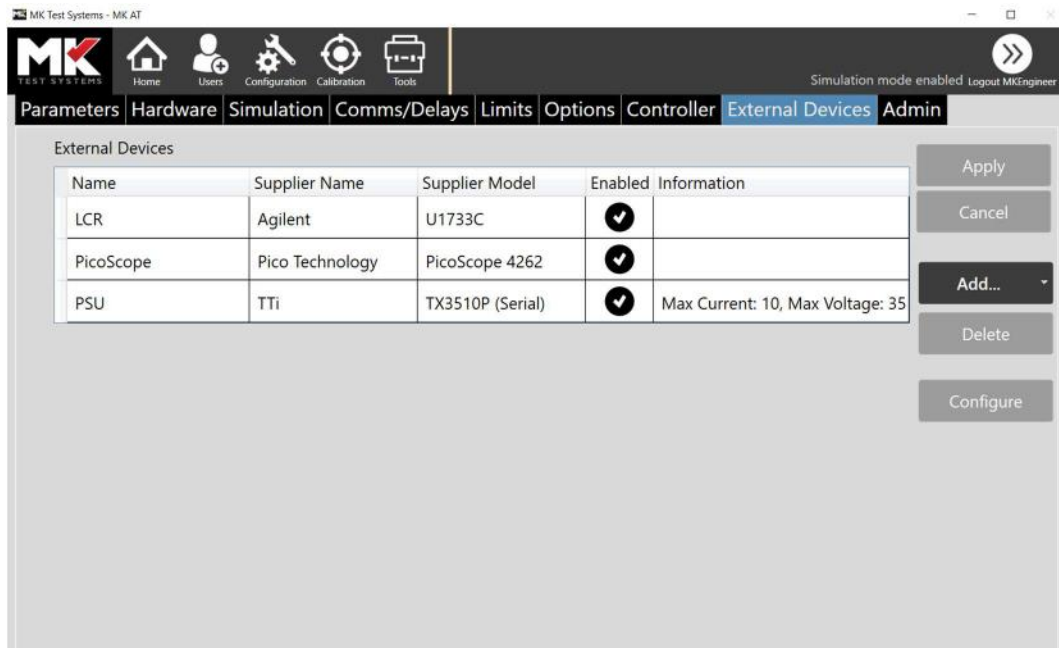 MK Test Systems - MK AT
MK
TEST SYSTEMS
Home Users Configuration Calibration Tools
Simulation mode enabled Logout MKEngineer
Parameters Hardware Simulation Comms/Delays Limits Options Controller External Devices Admin
External Devices
Name Supplier Name Supplier Model Enabled Information
LCR Agilent U1733C
PicoScope Pico Technology PicoScope 4262
PSU TTi TX3510P (Serial) Max Current: 10, Max Voltage: 35
Apply
Cancel
Add...
Delete
Configure